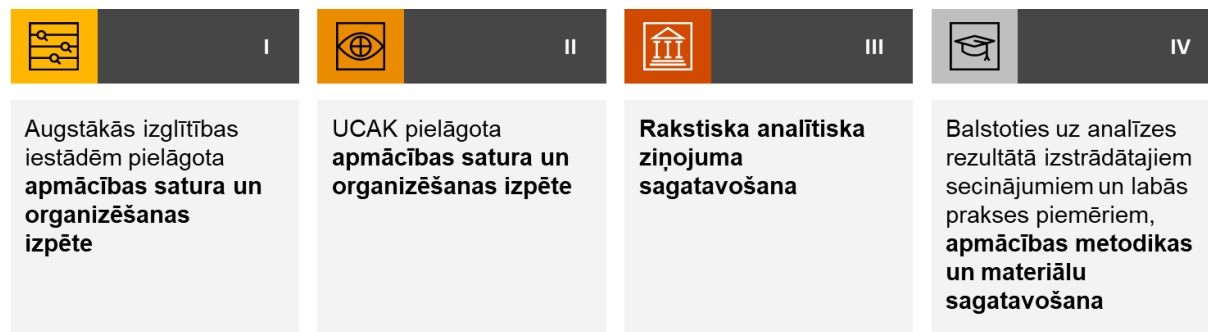 I
II
III
IV
Augstākās izglītības
iestādēm pielāgota
apmācības satura un
organizēšanas
izpēte
UCAK pielāgota
apmācības satura un
organizēšanas izpēte
Rakstiska analītiska
ziņojuma
sagatavošana
Balstoties uz analīzes
rezultātā izstrādātajiem
secinājumiem un labās
prakses piemēriem,
apmācības metodikas
un materiālu
sagatavošana